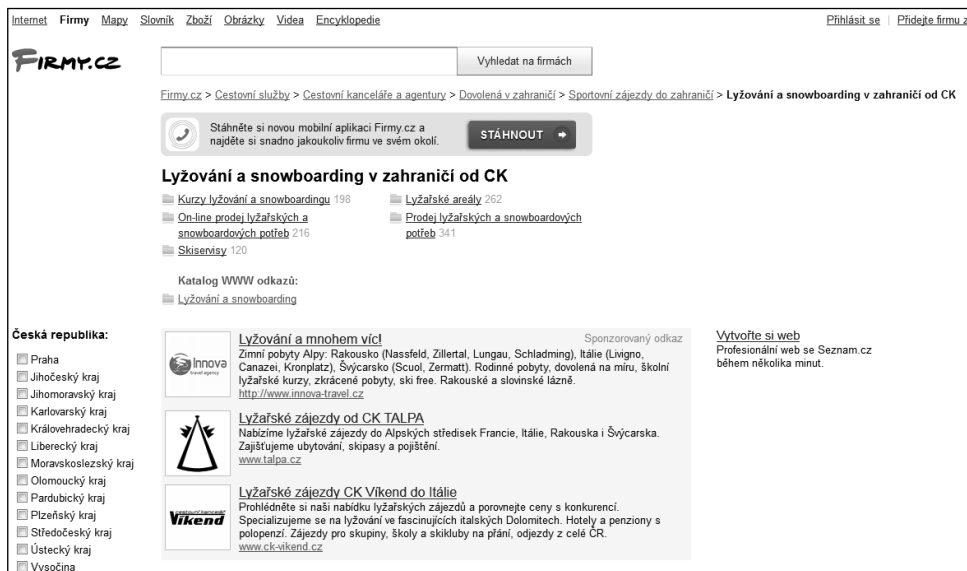 Internet Firmy Mapy Slovník Zboží Obrázky Videa Encyklopedie
Přihlásit se | Přidejte firmu z
Firmy.cz
Vyhledat na firmách
Firmy.cz > Cestovní služby > Cestovní kanceláře a agentury > Dovolená v zahraničí > Sportovní zájezdy do zahraničí > Lyžování a snowboarding v zahraničí od CK
Stáhněte si novou mobilní aplikaci Firmy.cz a
najděte si snadno jakoukoliv firmu ve svém okolí.
STÁHNOUT
Lyžování a snowboarding v zahraničí od CK
Kurzy lyžování a snowboardingu 198
On-line prodej lyžařských a
snowboardových potřeb 216
Skiservisy 120
Lyžařské areály 262
Prodej lyžařských a snowboardových
potřeb 341
Katalog WWW odkazů:
Lyžování a snowboarding
Česká republika:
Praha
Jihočeský kraj
Jihomoravský kraj
Karlovarský kraj
Královehradecký kraj
Liberecký kraj
Moravskoslezský kraj
Olomoucký kraj
Pardubický kraj
Plzeňský kraj
Středočeský kraj
Ústecký kraj
Vysočina
Innova
travel agency
Lyžování a mnohem víc!
Sponzorovaný odkaz
Zimní pobyty Alpy: Rakousko (Nassfeld, Zillertal, Lungau, Schladming), Itálie (Livigno,
Canazei, Kronplatz), Švýcarsko (Scuol, Zermatt). Rodinné pobyty, dovolená na míru, školní
lyžařské kurzy, zkrácené pobyty, ski free. Rakouské a slovinské lázně.
http://www.innova-travel.cz
Lyžařské zájezdy od CK TALPA
Nabízíme lyžařské zájezdy do Alpských středisek Francie, Itálie, Rakouska i Švýcarska.
Zajišťujeme ubytování, skipasy a pojištění.
www.talpa.cz
cestovní kancelář
Víkend
Lyžařské zájezdy CK Víkend do Itálie
Prohlédněte si naši nabídku lyžařských zájezdů a porovnejte ceny s konkurencí.
Specializujeme se na lyžování ve fascinujících italských Dolomitech. Hotely a penziony s
polopenzí. Zájezdy pro skupiny, školy a skikluby na přání, odjezdy z celé ČR.
www.ck-vikend.cz
Vytvořte si web
Profesionální web se Seznam.cz
během několika minut.